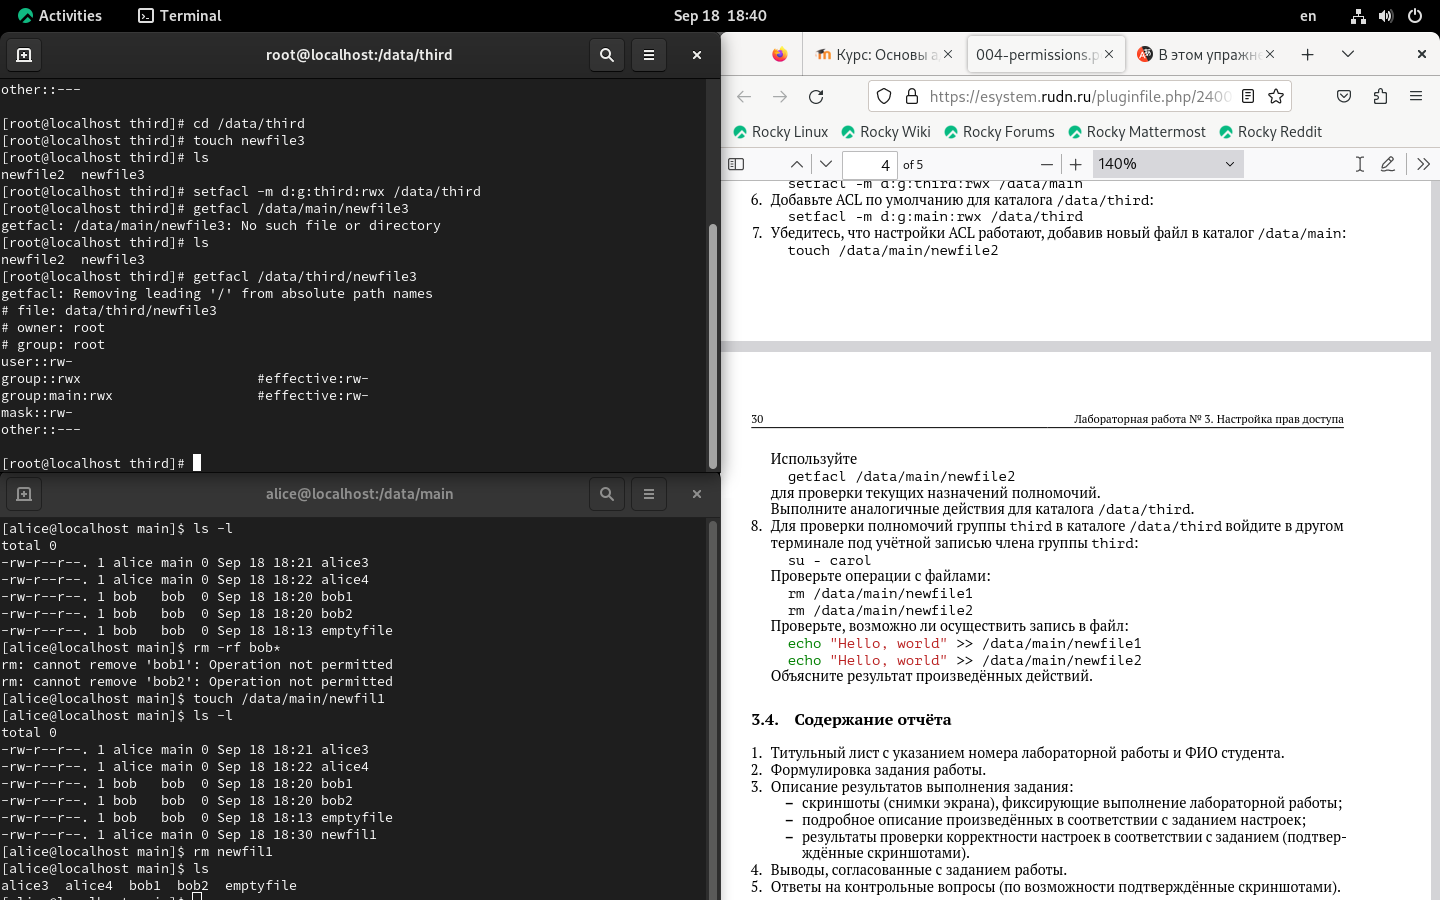 Activities
Terminal
Sep 18 18:40
en
root@localhost:/data/third
other::---
[root@localhost third]# cd /data/third
[root@localhost third]# touch newfile3
[root@localhost third]# ls
newfile2  newfile3
[root@localhost third]# setfacl -m d:g:third:rwx /data/third
[root@localhost third]# getfacl /data/main/newfile3
getfacl: /data/main/newfile3: No such file or directory
[root@localhost third]# ls
newfile2  newfile3
[root@localhost third]# getfacl /data/third/newfile3
getfacl: Removing leading '/' from absolute path names
# file: data/third/newfile3
# owner: root
# group: root
user::rw-
group::rwx                      #effective:rw-
group:main:rwx                  #effective:rw-
mask::rw-
other::---
[root@localhost third]#
alice@localhost:/data/main
[alice@localhost main]$ ls -l
total 0
-rw-r--r--. 1 alice main 0 Sep 18 18:21 alice3
-rw-r--r--. 1 alice main 0 Sep 18 18:22 alice4
-rw-r--r--. 1 bob   bob  0 Sep 18 18:20 bob1
-rw-r--r--. 1 bob   bob  0 Sep 18 18:20 bob2
-rw-r--r--. 1 bob   bob  0 Sep 18 18:13 emptyfile
[alice@localhost main]$ rm -rf bob*
rm: cannot remove 'bob1': Operation not permitted
rm: cannot remove 'bob2': Operation not permitted
[alice@localhost main]$ touch /data/main/newfil1
[alice@localhost main]$ ls -l
total 0
-rw-r--r--. 1 alice main 0 Sep 18 18:21 alice3
-rw-r--r--. 1 alice main 0 Sep 18 18:22 alice4
-rw-r--r--. 1 bob   bob  0 Sep 18 18:20 bob1
-rw-r--r--. 1 bob   bob  0 Sep 18 18:20 bob2
-rw-r--r--. 1 bob   bob  0 Sep 18 18:13 emptyfile
-rw-r--r--. 1 alice main 0 Sep 18 18:30 newfil1
[alice@localhost main]$ rm newfil1
[alice@localhost main]$ ls
alice3  alice4  bob1  bob2  emptyfile
Курс: Основы а
004-permissions.p
В этом упражне
https://esystem.rudn.ru/pluginfile.php/2400
Rocky Linux
Rocky Wiki
Rocky Forums
Rocky Mattermost
Rocky Reddit
4
of 5
140%
setfacl -m d:g:third:rwx /data/main
6. Добавьте ACL по умолчанию для каталога /data/third:
setfacl -m d:g:main:rwx /data/third
7. Убедитесь, что настройки ACL работают, добавив новый файл в каталог /data/main:
touch /data/main/newfile2
30
Лабораторная работа № 3. Настройка прав доступа
Используйте
getfacl /data/main/newfile2
для проверки текущих назначений полномочий.
Выполните аналогичные действия для каталога /data/third.
8. Для проверки полномочий группы third в каталоге /data/third войдите в другом
терминале под учётной записью члена группы third:
su - carol
Проверьте операции с файлами:
rm /data/main/newfile1
rm /data/main/newfile2
Проверьте, возможно ли осуществить запись в файл:
echo "Hello, world" >> /data/main/newfile1
echo "Hello, world" >> /data/main/newfile2
Объясните результат произведённых действий.
3.4. Содержание отчёта
1. Титульный лист с указанием номера лабораторной работы и ФИО студента.
2. Формулировка задания работы.
3. Описание результатов выполнения задания:
– скриншоты (снимки экрана), фиксирующие выполнение лабораторной работы;
– подробное описание произведённых в соответствии с заданием настроек;
– результаты проверки корректности настроек в соответствии с заданием (подтвер-
ждённые скриншотами).
4. Выводы, согласованные с заданием работы.
5. Ответы на контрольные вопросы (по возможности подтверждённые скриншотами).